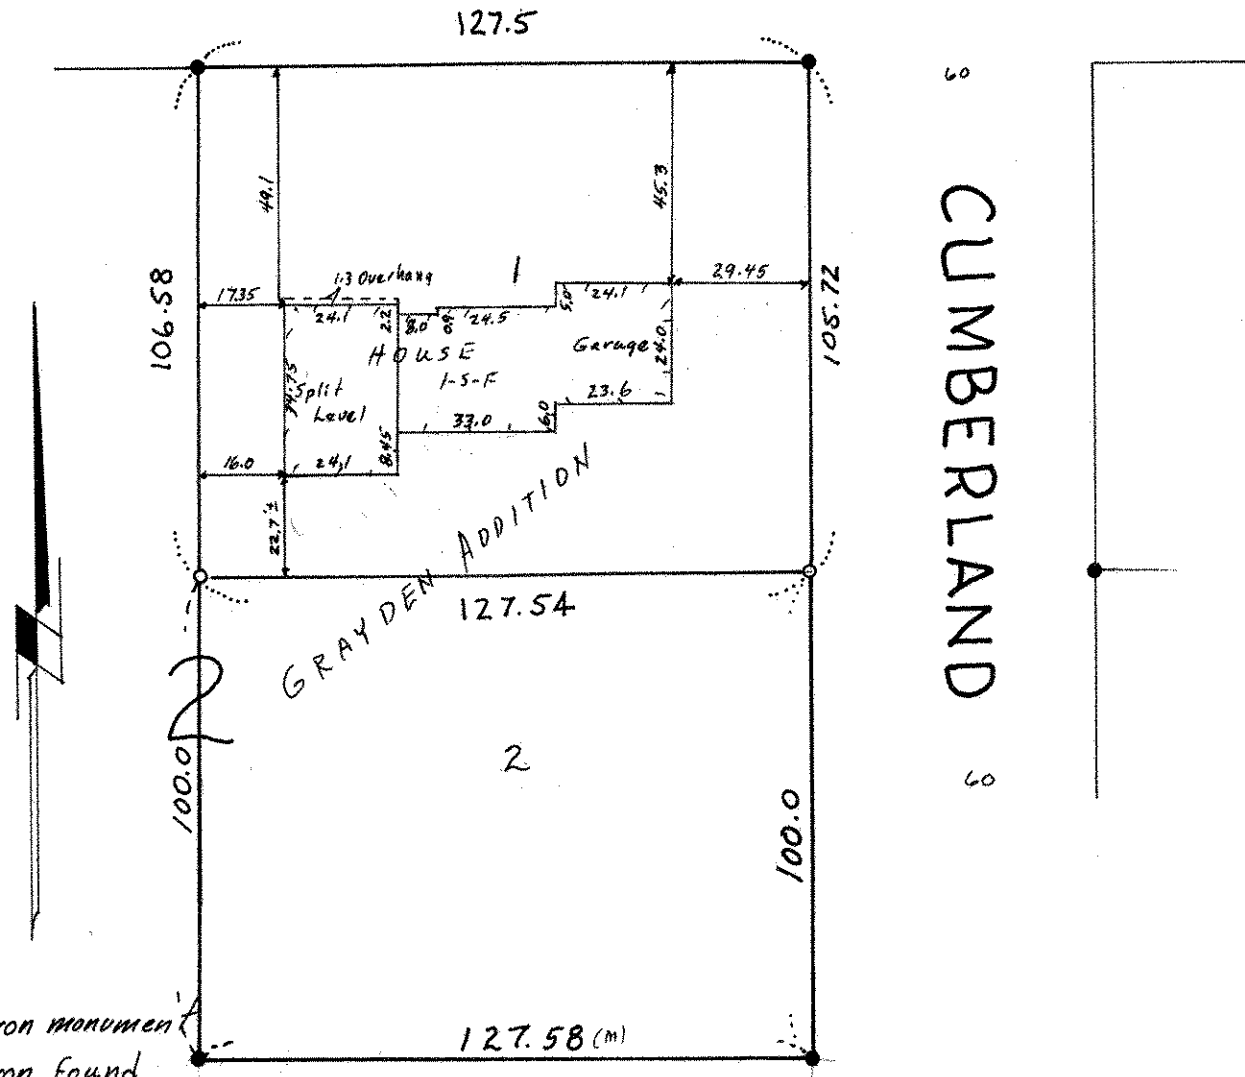 127.5
60
CUMBERLAND
60
49.1
45.3
106.58
105.72
1
1.3 Overhang
17.35
29.45
24.1
2.2
8.0
24.5
5.0
24.1
HOUSE
1-S-F
Garage
24.0
Split
Level
23.6
33.0
6.0
8.45
16.0
24.1
22.7±
127.54
GRAYDEN ADDITION
2
100.0
2
100.0
ron monument
on found
127.58 (m)